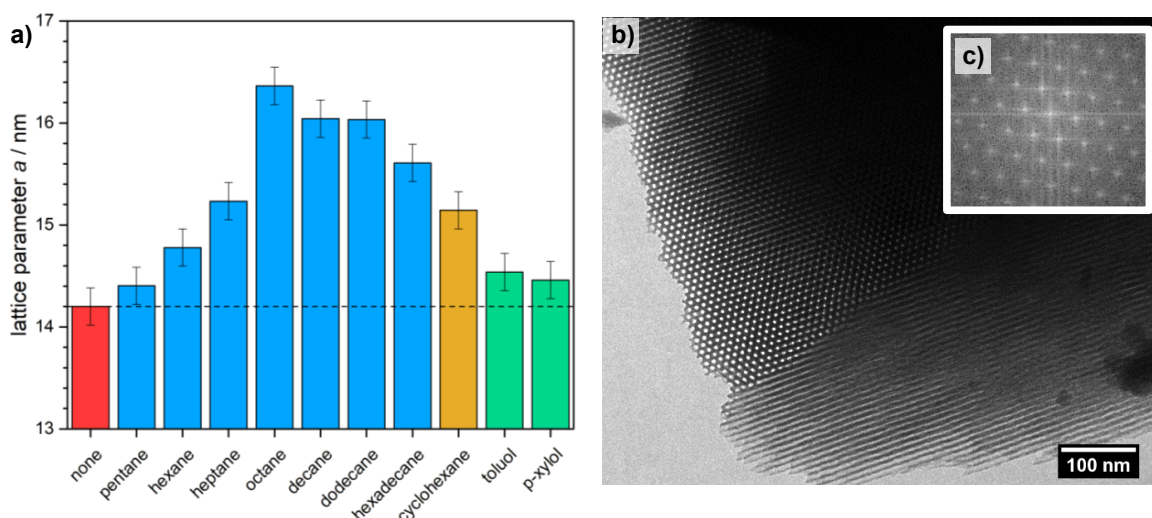 a)
17
16
15
14
13
lattice parameter a / nm
none
pentane
hexane
heptane
octane
decane
dodecane
hexadecane
cyclohexane
toluol
p-xylol
b)
c)
100 nm